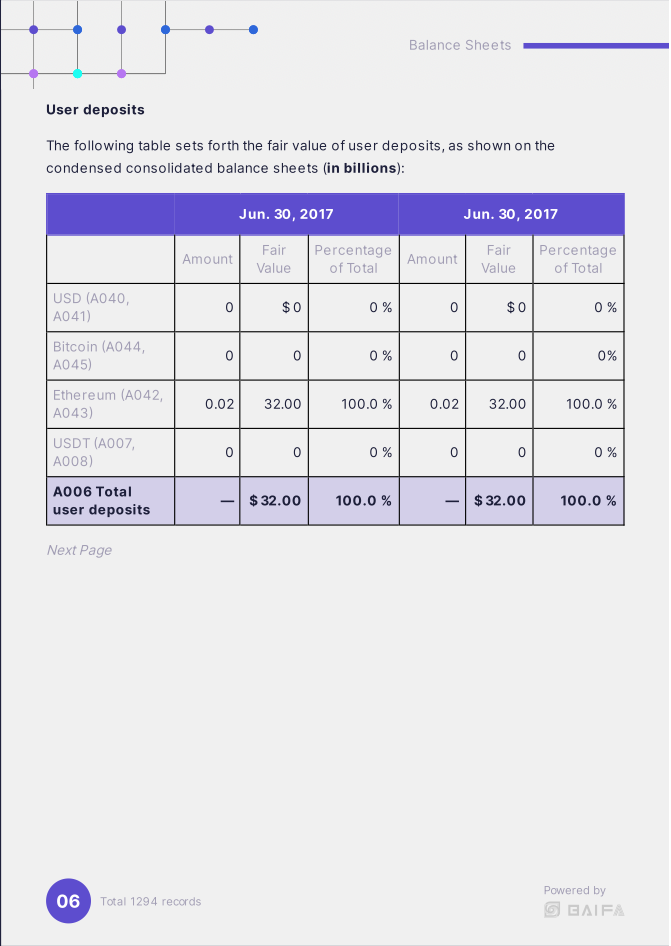 Balance Sheets
User deposits
The following table sets forth the fair value of user deposits, as shown on the
condensed consolidated balance sheets (in billions):
Jun. 30, 2017 Jun. 30, 2017
Amount Fair Value Percentage of Total Amount Fair Value Percentage of Total
USD (A040, A041) 0 $ 0 0 % 0 $ 0 0 %
Bitcoin (A044, A045) 0 0 0 % 0 0 0%
Ethereum (A042, A043) 0.02 32.00 100.0 % 0.02 32.00 100.0 %
USDT (A007, A008) 0 0 0 % 0 0 0 %
A006 Total user deposits — $ 32.00 100.0 % — $ 32.00 100.0 %
Next Page
06 Total 1294 records
Powered by
GAIFA